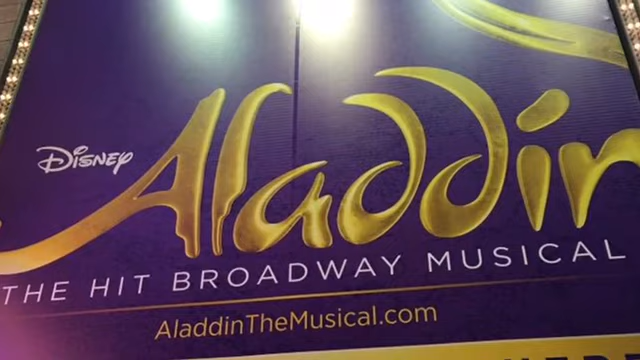 Disney
Aladdin
THE HIT BROADWAY MUSICAL
AladdinTheMusical.com